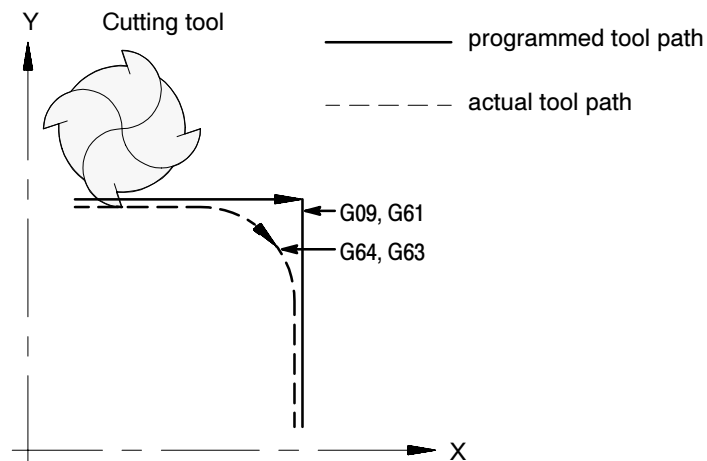 Y
Cutting tool
programmed tool path
actual tool path
G09, G61
G64, G63
X